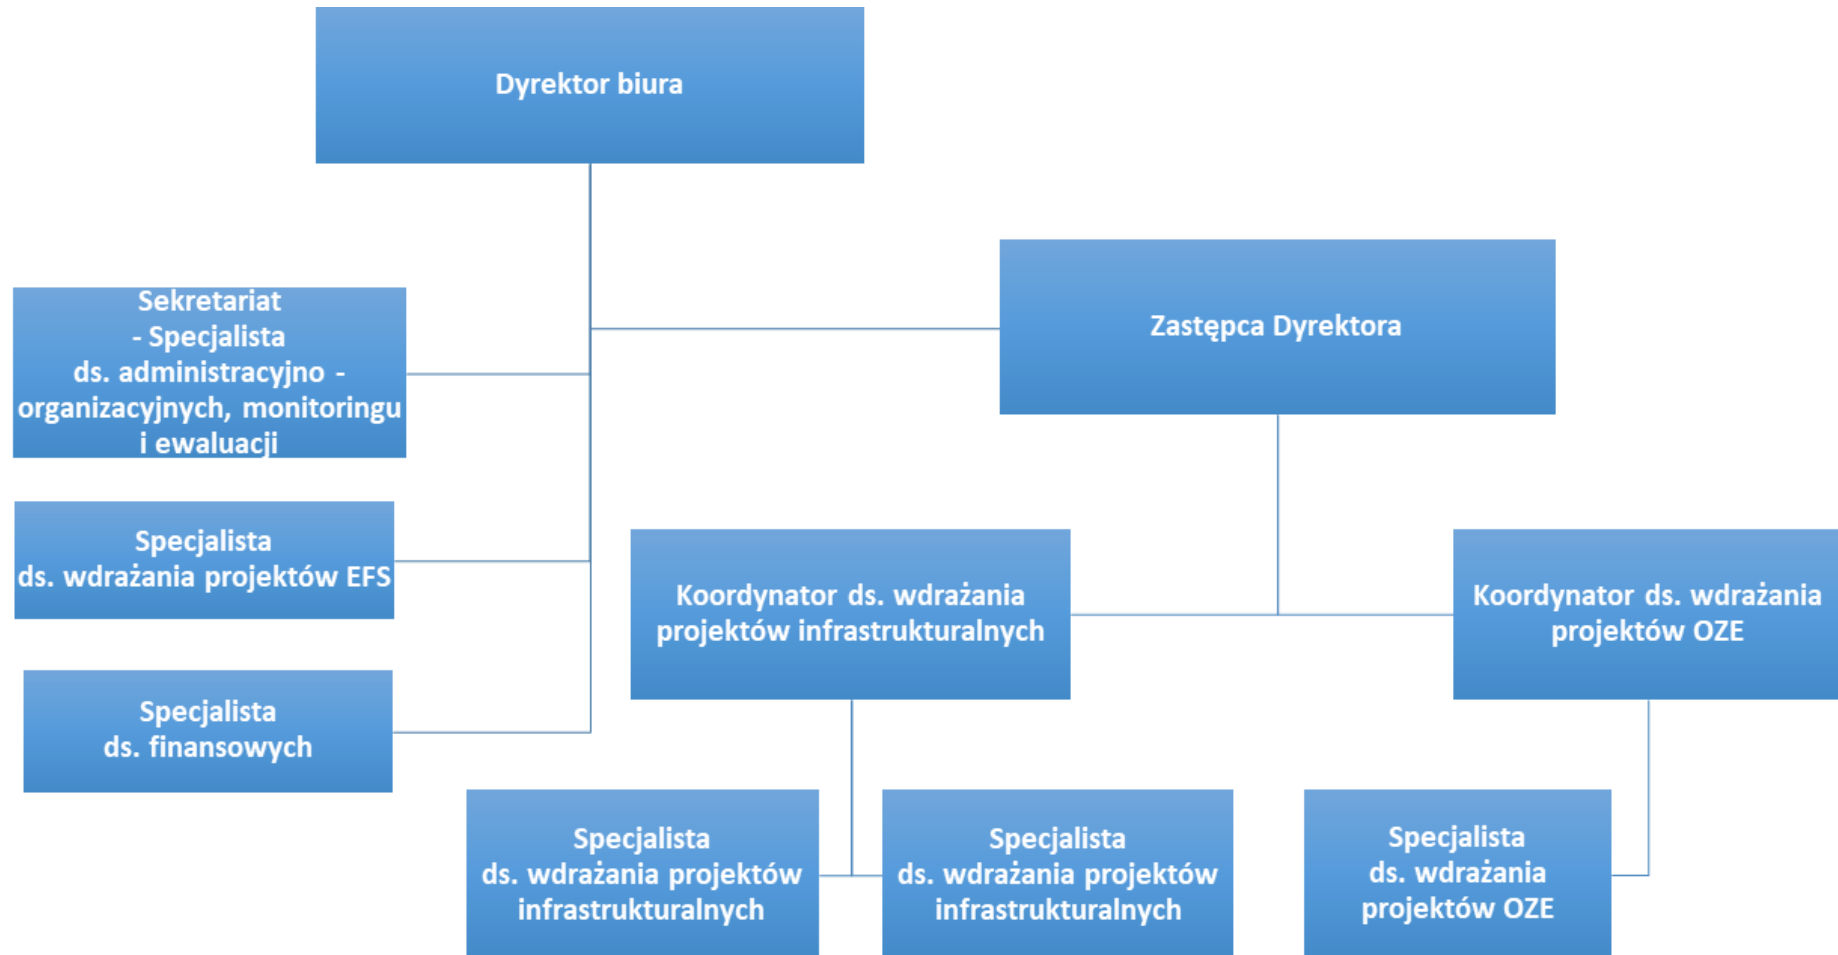 Dyrektor biura
Zastępca Dyrektora
Sekretariat
- Specjalista
ds. administracyjno -
organizacyjnych, monitoringu
i ewaluacji
Specjalista
ds. wdrażania projektów EFS
Specjalista
ds. finansowych
Koordynator ds. wdrażania
projektów infrastrukturalnych
Koordynator ds. wdrażania
projektów OZE
Specjalista
ds. wdrażania projektów
infrastrukturalnych
Specjalista
ds. wdrażania projektów
infrastrukturalnych
Specjalista
ds. wdrażania
projektów OZE